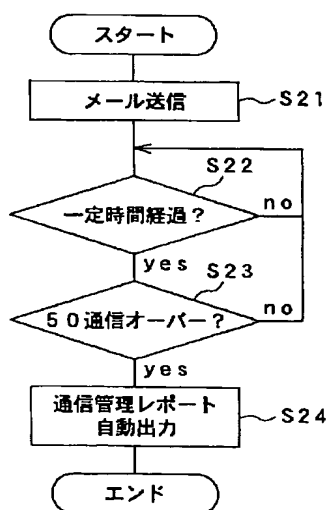 スタート
メール送信
S21
S22
一定時間経過？
no
yes
S23
50通信オーバー？
no
yes
通信管理レポート
自動出力
S24
エンド